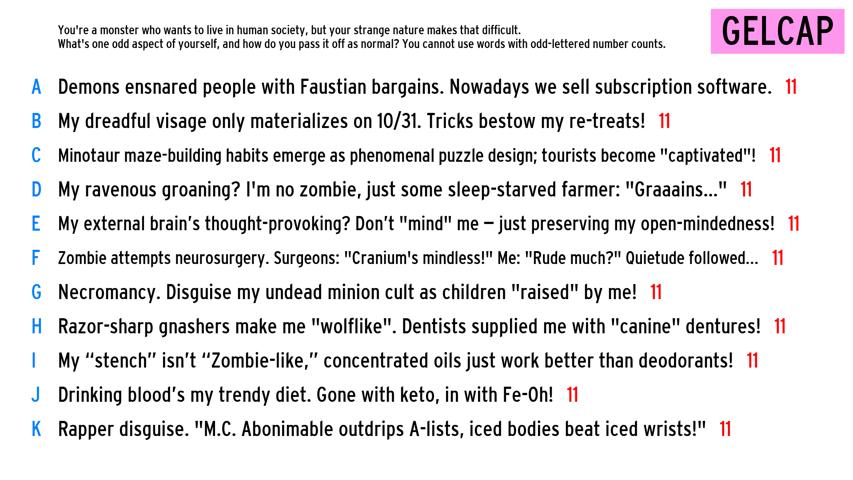 You're a monster who wants to live in human society, but your strange nature makes that difficult.
What's one odd aspect of yourself, and how do you pass it off as normal? You cannot use words with odd-lettered number counts.
GELCAP
A Demons ensnared people with Faustian bargains. Nowadays we sell subscription software. 11
B My dreadful visage only materializes on 10/31. Tricks bestow my re-treats! 11
C Minotaur maze-building habits emerge as phenomenal puzzle design; tourists become "captivated"! 11
D My ravenous groaning? I'm no zombie, just some sleep-starved farmer: "Graaains..." 11
E My external brain’s thought-provoking? Don’t "mind" me – just preserving my open-mindedness! 11
F Zombie attempts neurosurgery. Surgeons: "Cranium's mindless!" Me: "Rude much?" Quietude followed... 11
G Necromancy. Disguise my undead minion cult as children "raised" by me! 11
H Razor-sharp gnashers make me "wolflike". Dentists supplied me with "canine" dentures! 11
I My “stench” isn’t “Zombie-like,” concentrated oils just work better than deodorants! 11
J Drinking blood’s my trendy diet. Gone with keto, in with Fe-Oh! 11
K Rapper disguise. "M.C. Abonimable outdrips A-lists, iced bodies beat iced wrists!" 11